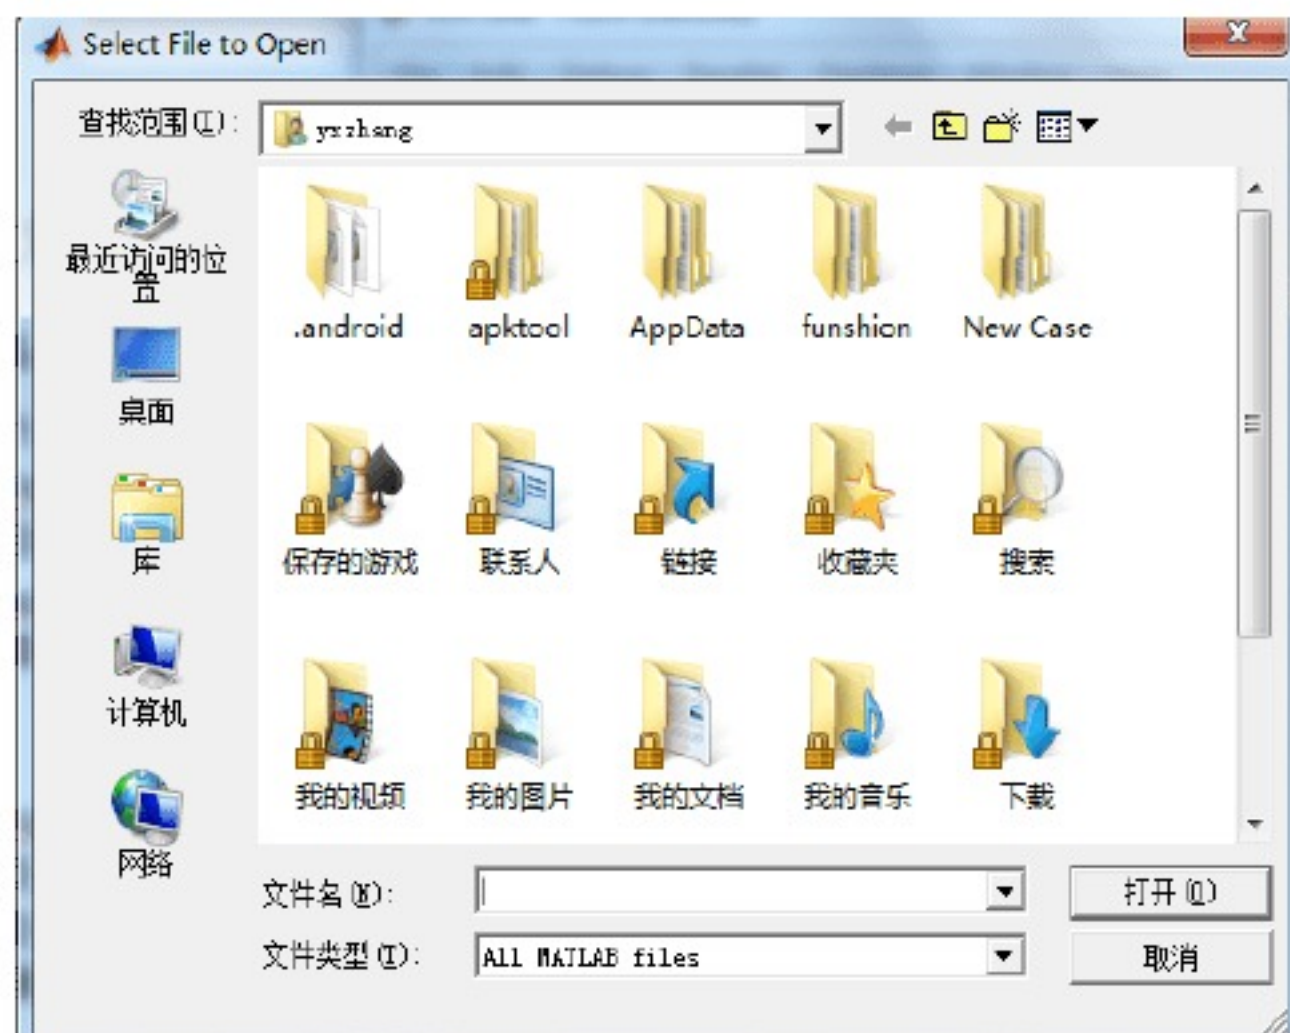 Select File to Open
查找范围(I):
yxzhang
最近访问的位
置
桌面
库
计算机
网络
.android
apktool
AppData
funshion
New Case
保存的游戏
联系人
链接
收藏夹
搜索
我的视频
我的图片
我的文档
我的音乐
下载
文件名(N):
打开(O)
文件类型(T):
All MATLAB files
取消